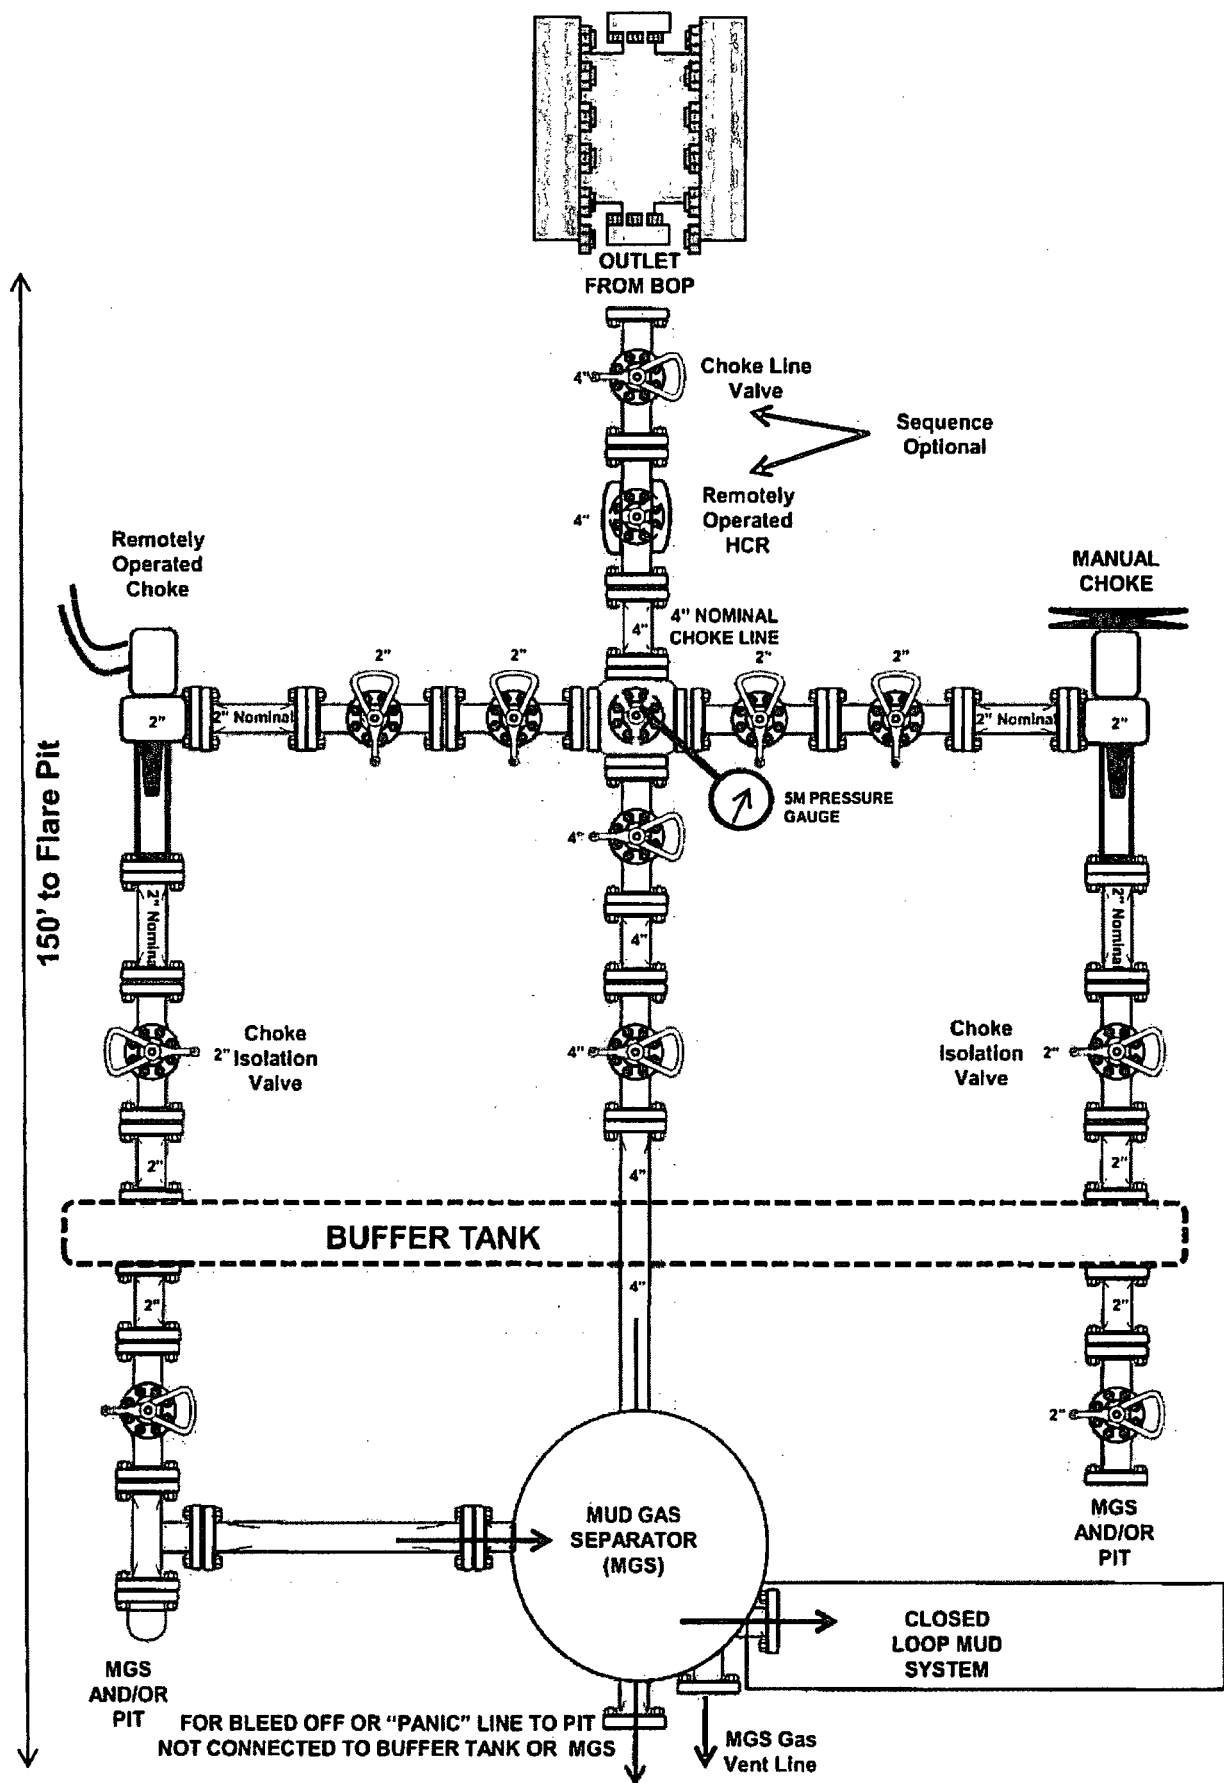 OUTLET
FROM BOP
4"
Choke Line
Valve
Sequence
Optional
4"
Remotely
Operated
HCR
Remotely
Operated
Choke
MANUAL
CHOKE
4"
4" NOMINAL
CHOKE LINE
2"
2"
2"
2"
2"
2" Nominal
2" Nominal
2"
5M PRESSURE
GAUGE
150' to Flare Pit
4"
2" Nominal
4"
2" Nominal
Choke
2" Isolation
Valve
4"
Choke
Isolation
Valve
2"
2"
4"
2"
BUFFER TANK
2"
4"
2"
2"
MUD GAS
SEPARATOR
(MGS)
MGS
AND/OR
PIT
CLOSED
LOOP MUD
SYSTEM
MGS
AND/OR
PIT
FOR BLEED OFF OR "PANIC" LINE TO PIT
NOT CONNECTED TO BUFFER TANK OR MGS
MGS Gas
Vent Line